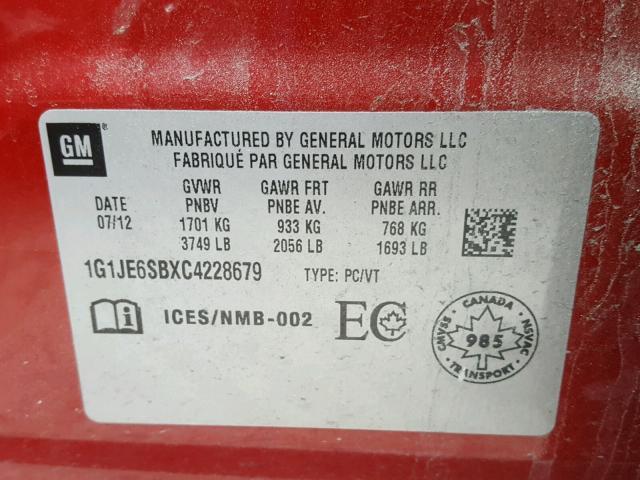 GM®
MANUFACTURED BY GENERAL MOTORS LLC
FABRIQUÉ PAR GENERAL MOTORS LLC
GVWR GAWR FRT GAWR RR
DATE PNBV PNBE AV. PNBE ARR.
07/12 1701 KG 933 KG 768 KG
3749 LB 2056 LB 1693 LB
1G1JE6SBXC4228679 TYPE: PC/VT
ICES/NMB-002 EC
CANADA
CMVSS 985 NSVAC
TRANSPORT